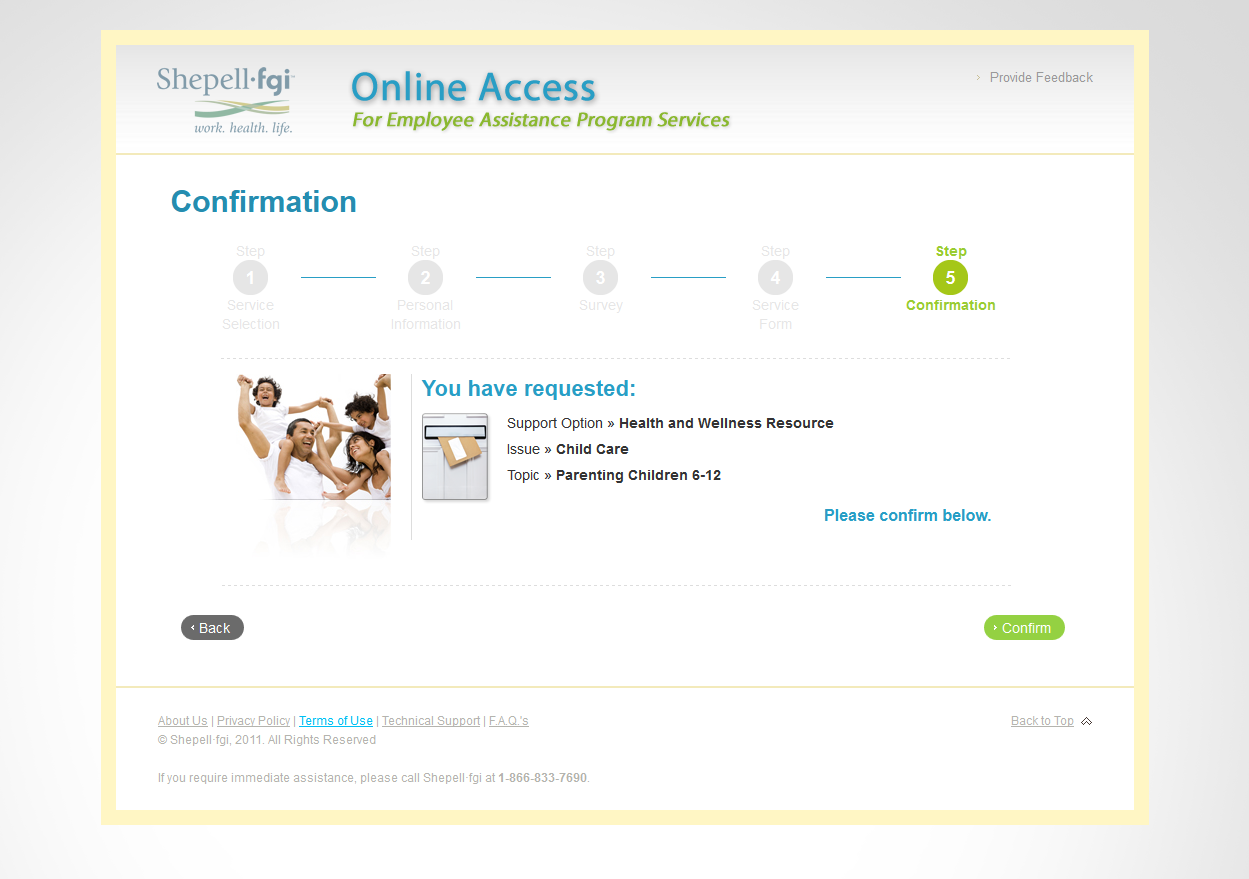 Shepell·fgi
work. health. life.
Online Access
For Employee Assistance Program Services
Provide Feedback
Confirmation
Step
1
Service
Selection
Step
2
Personal
Information
Step
3
Survey
Step
4
Service
Form
Step
5
Confirmation
You have requested:
Support Option » Health and Wellness Resource
Issue » Child Care
Topic » Parenting Children 6-12
Please confirm below.
Back
Confirm
About Us | Privacy Policy | Terms of Use | Technical Support | F.A.Q.'s
Back to Top
© Shepell·fgi, 2011. All Rights Reserved
If you require immediate assistance, please call Shepell·fgi at 1-866-833-7690.